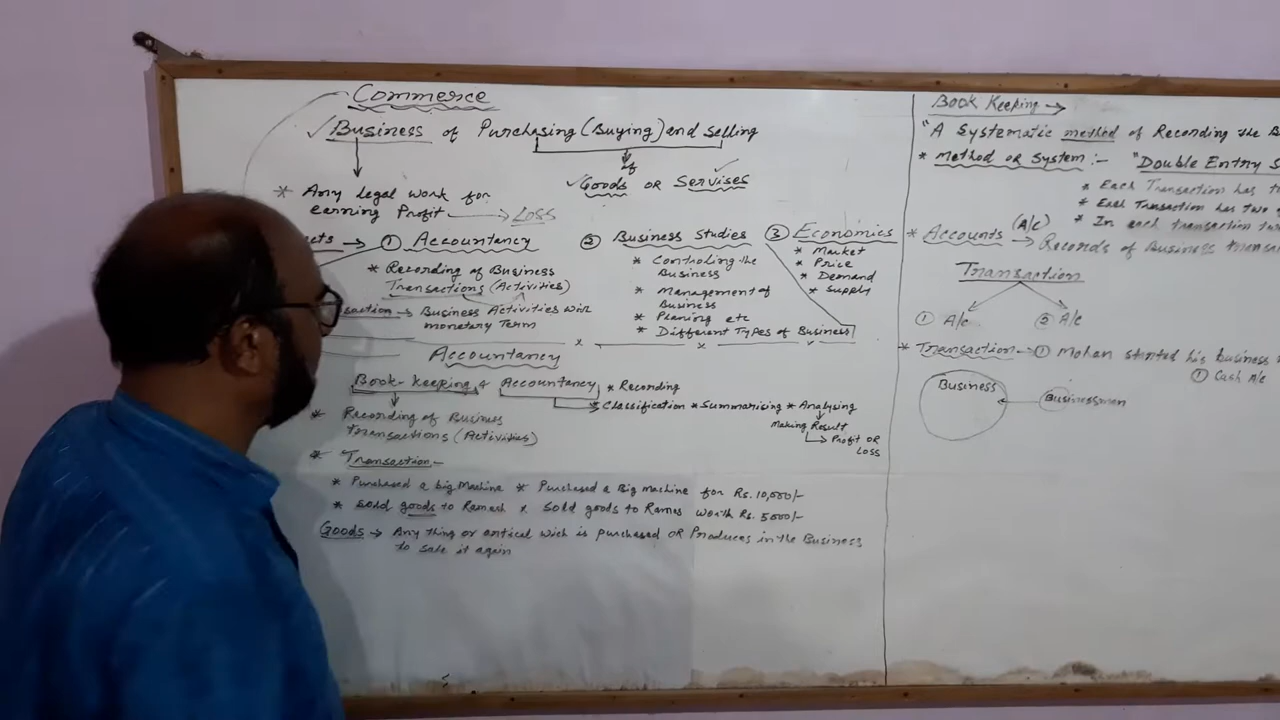 Commerce
✓Business of Purchasing (Buying) and selling
of
✓Goods or Servises
* Any legal work for
earning Profit → Loss
→ ① Accountancy
* Recording of Business
Transactions (Activities)
saction → Business Activities with
monetary Term
② Business Studies
* Controling the
Business
* Management of
Business
* Planing etc
* Different Types of Business
③ Economics
* Market
* Price
* Demand
* Supply
Accountancy
Book-Keeping & Accountancy * Recording
* Classification * Summarising * Analysing
Making Result
Profit OR
Loss
* Recording of Busines
transactions (Activities)
* Transaction-
* Purchased a big Machine * Purchased a Big machine for Rs. 10,000/-
* Sold goods to Ramesh * Sold goods to Rames worth Rs. 5000/-
Goods → Any thing or artical wich is purchased OR Produces in the Business
to sale it again
Book Keeping →
"A Systematic method of Recording the B
* Method or System:- "Double Entry S
* Each Transaction has t
* Each Transaction has two
* In each transaction tw
* Accounts (A/c) → Records of Business transa
Transaction
① A/c ② A/c
* Transaction → ① Mohan started his business
① Cash A/c
Business Businessman